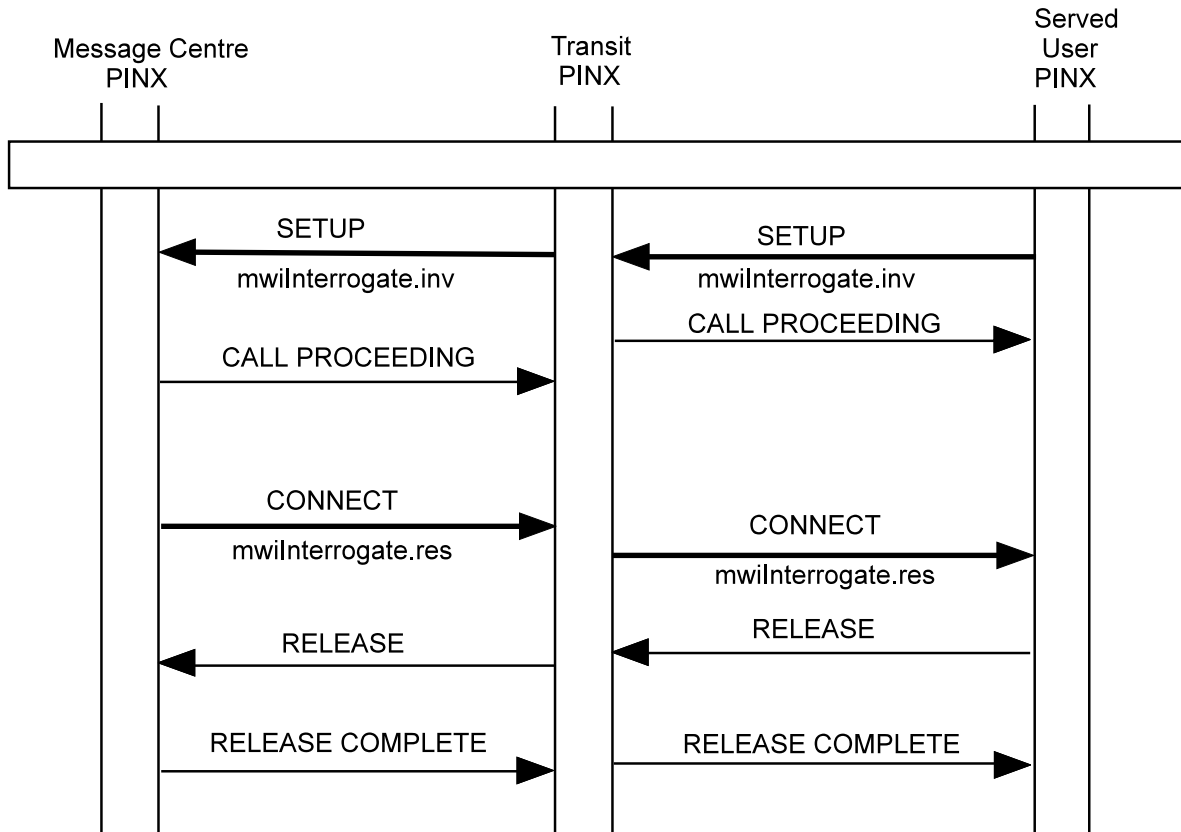 Message Centre
PINX
Transit
PINX
Served
User
PINX
SETUP
mwiInterrogate.inv
SETUP
mwiInterrogate.inv
CALL PROCEEDING
CALL PROCEEDING
CONNECT
mwiInterrogate.res
CONNECT
mwiInterrogate.res
RELEASE
RELEASE
RELEASE COMPLETE
RELEASE COMPLETE